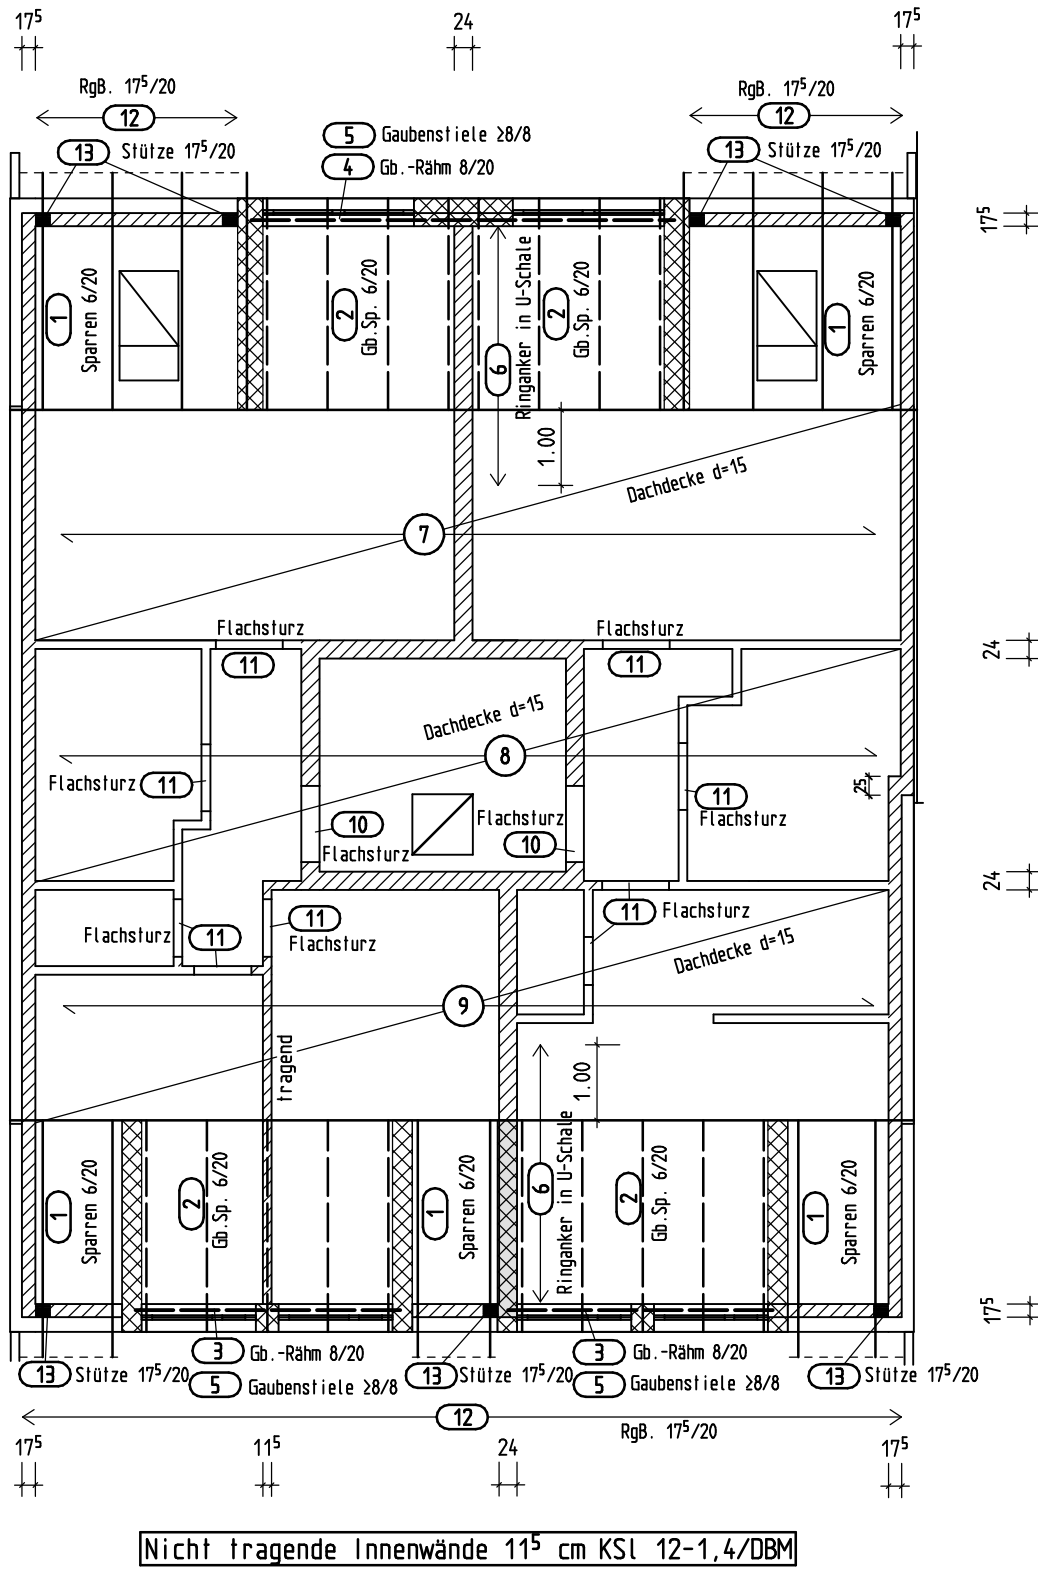 17⁵
24
17⁵
RgB. 17⁵/20
12
RgB. 17⁵/20
12
5 Gaubenstiele ≥8/8
4 Gb.-Rähm 8/20
13 Stütze 17⁵/20
13 Stütze 17⁵/20
17⁵
1
Sparren 6/20
2
Gb.Sp. 6/20
6
Ringanker in U-Schale
2
Gb.Sp. 6/20
1
Sparren 6/20
1.00
Dachdecke d=15
7
Flachsturz
11
Flachsturz
11
24
Dachdecke d=15
8
Flachsturz 11
11
Flachsturz
25
10
Flachsturz
Flachsturz
10
24
11
Flachsturz
11 Flachsturz
Flachsturz 11
Dachdecke d=15
9
tragend
1.00
1
Sparren 6/20
2
Gb.Sp. 6/20
1
Sparren 6/20
6
Ringanker in U-Schale
2
Gb.Sp. 6/20
1
Sparren 6/20
17⁵
3 Gb.-Rähm 8/20
3 Gb.-Rähm 8/20
13 Stütze 17⁵/20
5 Gaubenstiele ≥8/8
13 Stütze 17⁵/20
5 Gaubenstiele ≥8/8
13 Stütze 17⁵/20
12
RgB. 17⁵/20
17⁵
11⁵
24
17⁵
Nicht tragende Innenwände 11⁵ cm KSL 12-1,4/DBM